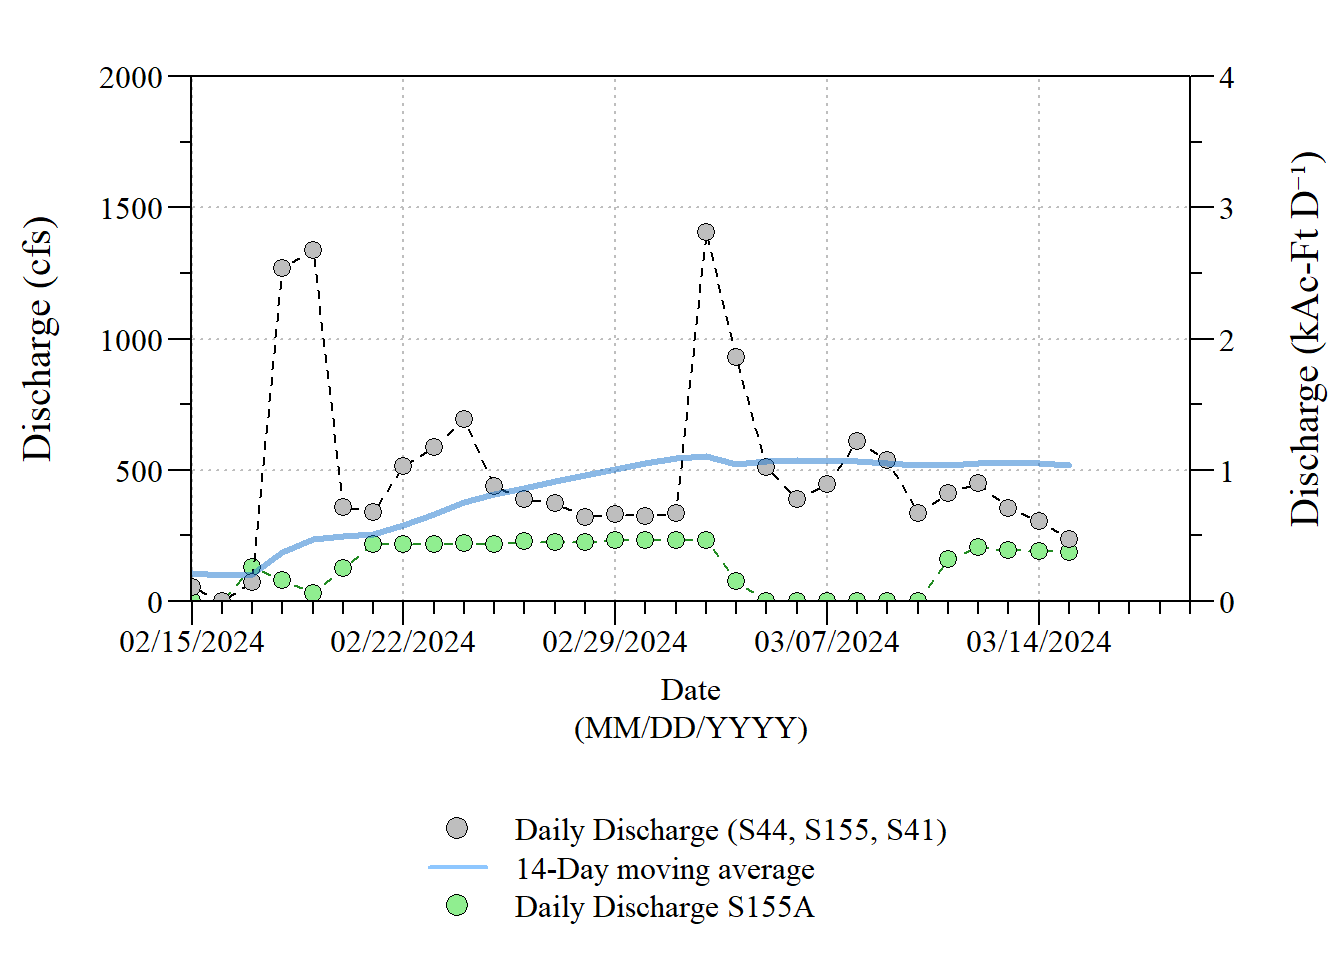 2000
1500
1000
500
0
4
3
2
1
0
Discharge (cfs)
Discharge (kAc-Ft D⁻¹)
02/15/2024 02/22/2024 02/29/2024 03/07/2024 03/14/2024
Date
(MM/DD/YYYY)
Daily Discharge (S44, S155, S41)
14-Day moving average
Daily Discharge S155A